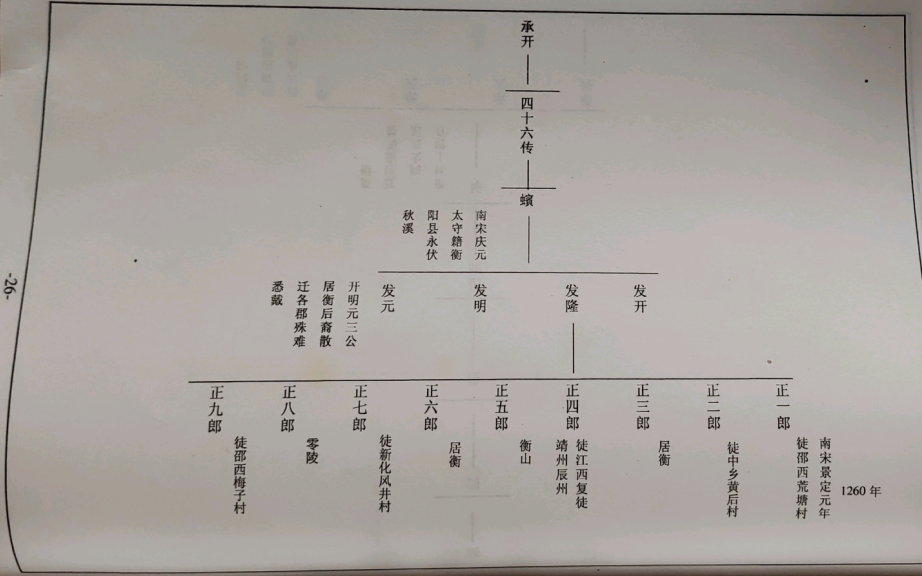 承开
四十六传
蠙
南宋庆元
太守籍衡
阳县永伏
秋溪
发开
发隆
发明
发元
开明元三公
居衡后裔散
迁各郡殊难
悉戴
正一郎
南宋景定元年
徒邵西荒塘村
1260年
正二郎
徒中乡黄后村
正三郎
居衡
正四郎
徒江西复徒
靖州辰州
正五郎
衡山
正六郎
居衡
正七郎
徒新化风井村
正八郎
零陵
正九郎
徒邵西梅子村
-26-